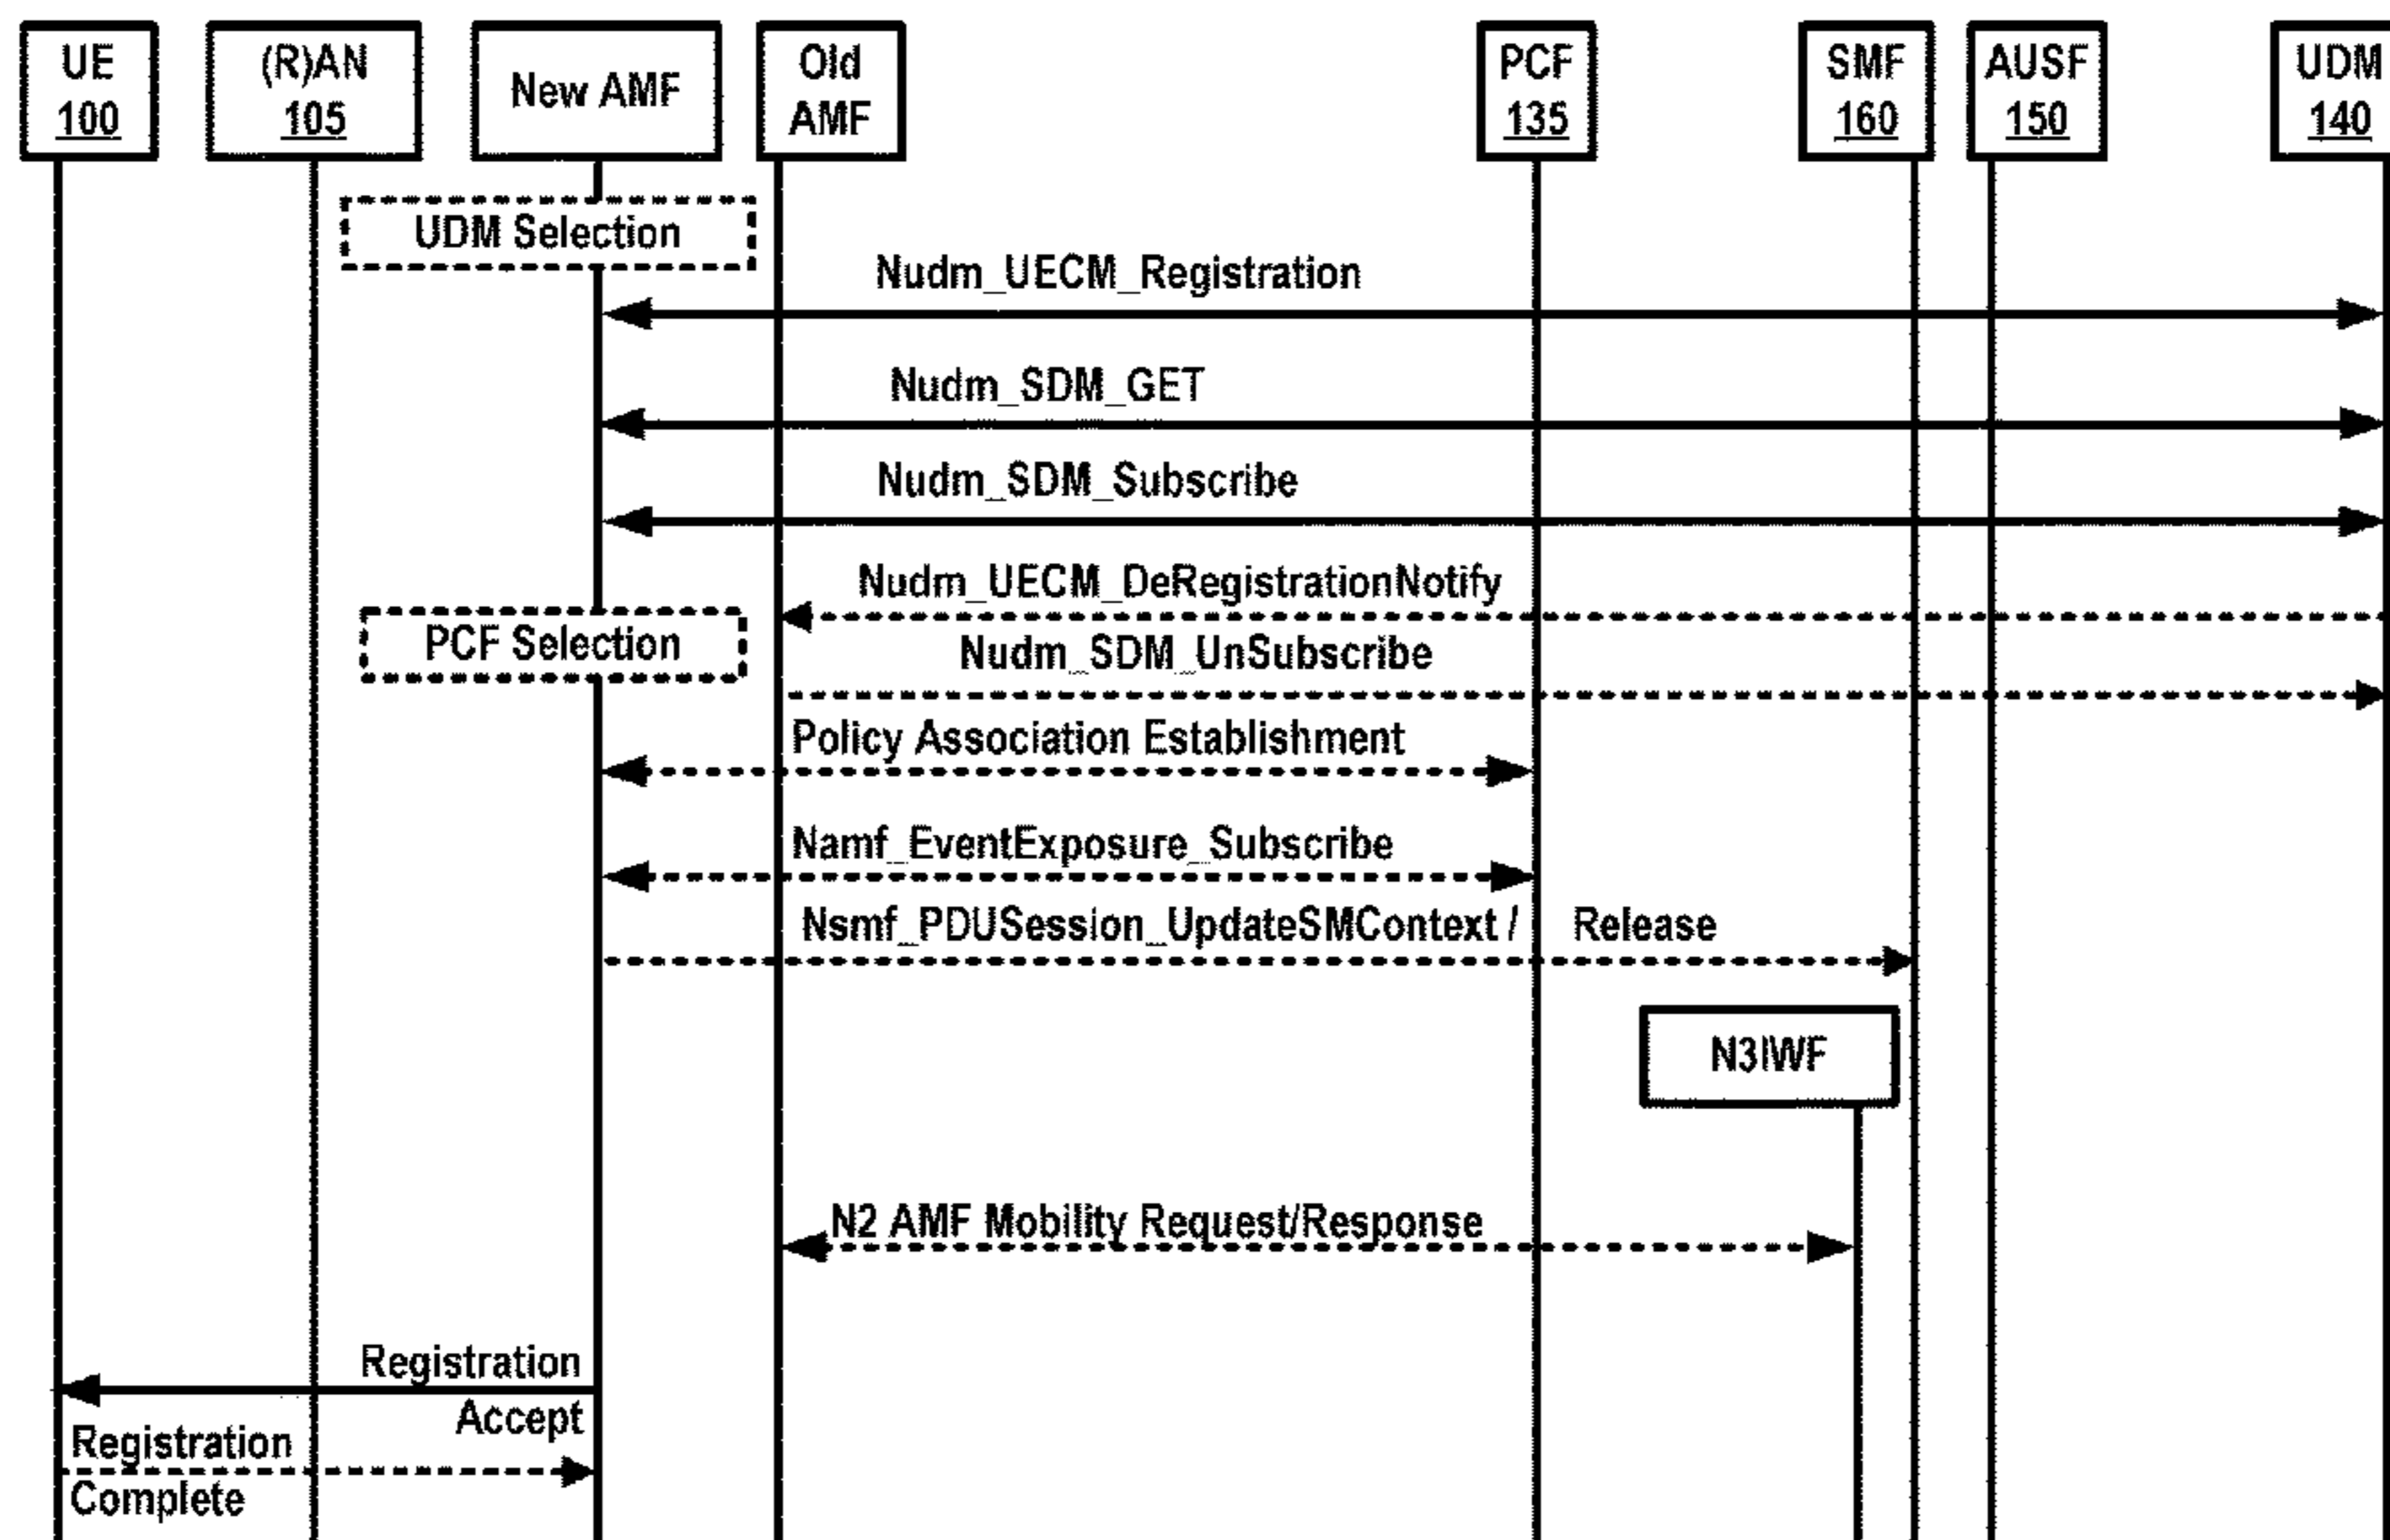 UE
100
(R)AN
105
New AMF
Old
AMF
PCF
135
SMF
160
AUSF
150
UDM
140
UDM Selection
Nudm_UECM_Registration
Nudm_SDM_GET
Nudm_SDM_Subscribe
Nudm_UECM_DeRegistrationNotify
PCF Selection
Nudm_SDM_UnSubscribe
Policy Association Establishment
Namf_EventExposure_Subscribe
Nsmf_PDUSession_UpdateSMContext / Release
N3IWF
N2 AMF Mobility Request/Response
Registration
Accept
Registration
Complete